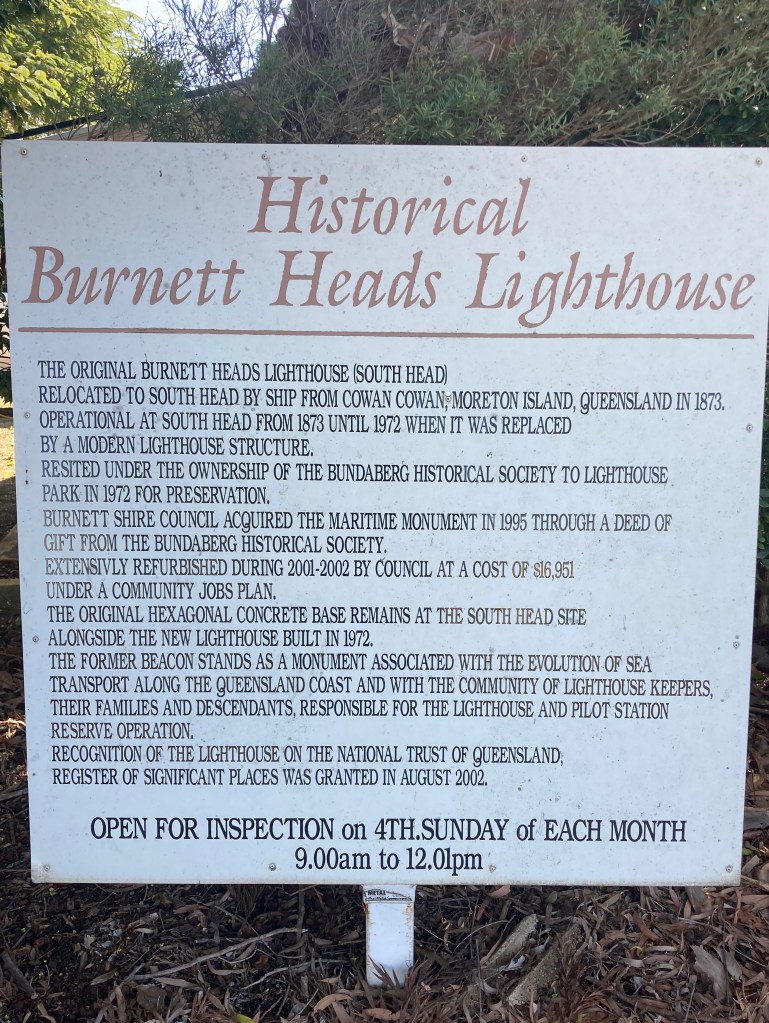 Historical
Burnett Heads Lighthouse
THE ORIGINAL BURNETT HEADS LIGHTHOUSE (SOUTH HEAD)
RELOCATED TO SOUTH HEAD BY SHIP FROM COWAN COWAN, MORETON ISLAND, QUEENSLAND IN 1873.
OPERATIONAL AT SOUTH HEAD FROM 1873 UNTIL 1972 WHEN IT WAS REPLACED
BY A MODERN LIGHTHOUSE STRUCTURE.
RESITED UNDER THE OWNERSHIP OF THE BUNDABERG HISTORICAL SOCIETY TO LIGHTHOUSE
PARK IN 1972 FOR PRESERVATION.
BURNETT SHIRE COUNCIL ACQUIRED THE MARITIME MONUMENT IN 1995 THROUGH A DEED OF
GIFT FROM THE BUNDABERG HISTORICAL SOCIETY.
EXTENSIVLY REFURBISHED DURING 2001-2002 BY COUNCIL AT A COST OF $16,951
UNDER A COMMUNITY JOBS PLAN.
THE ORIGINAL HEXAGONAL CONCRETE BASE REMAINS AT THE SOUTH HEAD SITE
ALONGSIDE THE NEW LIGHTHOUSE BUILT IN 1972.
THE FORMER BEACON STANDS AS A MONUMENT ASSOCIATED WITH THE EVOLUTION OF SEA
TRANSPORT ALONG THE QUEENSLAND COAST AND WITH THE COMMUNITY OF LIGHTHOUSE KEEPERS,
THEIR FAMILIES AND DESCENDANTS, RESPONSIBLE FOR THE LIGHTHOUSE AND PILOT STATION
RESERVE OPERATION.
RECOGNITION OF THE LIGHTHOUSE ON THE NATIONAL TRUST OF QUEENSLAND,
REGISTER OF SIGNIFICANT PLACES WAS GRANTED IN AUGUST 2002.
OPEN FOR INSPECTION on 4TH.SUNDAY of EACH MONTH
9.00am to 12.01pm
METAL